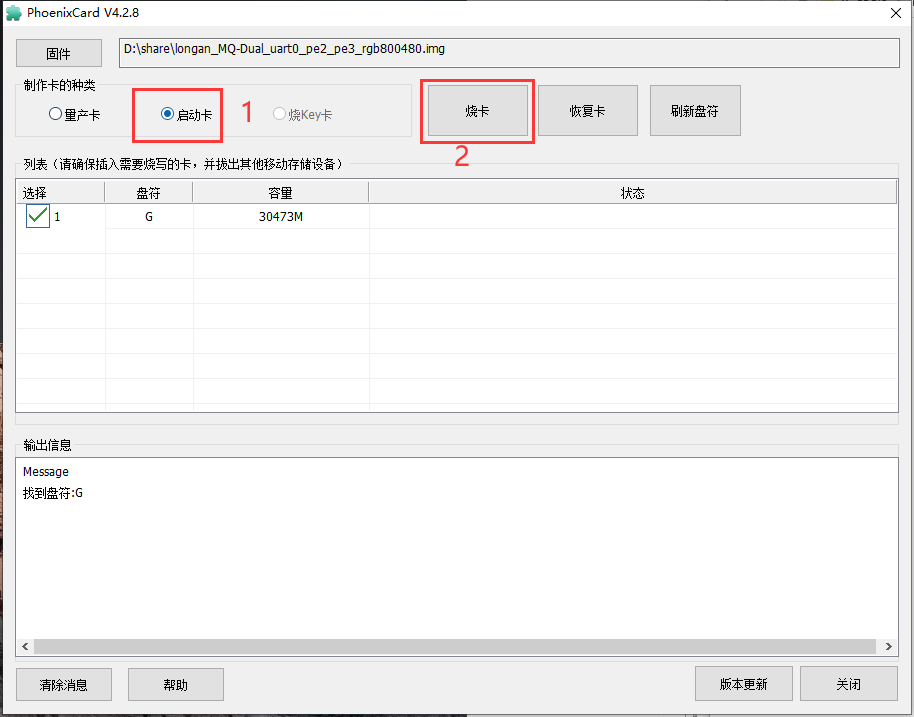 PhoenixCard V4.2.8
固件
D:\share\longan_MQ-Dual_uart0_pe2_pe3_rgb800480.img
制作卡的种类
量产卡
启动卡
1
烧Key卡
烧卡
2
恢复卡
刷新盘符
列表（请确保插入需要烧写的卡，并拔出其他移动存储设备）
选择 盘符 容量 状态
1 G 30473M
输出信息
Message
找到盘符:G
清除消息
帮助
版本更新
关闭